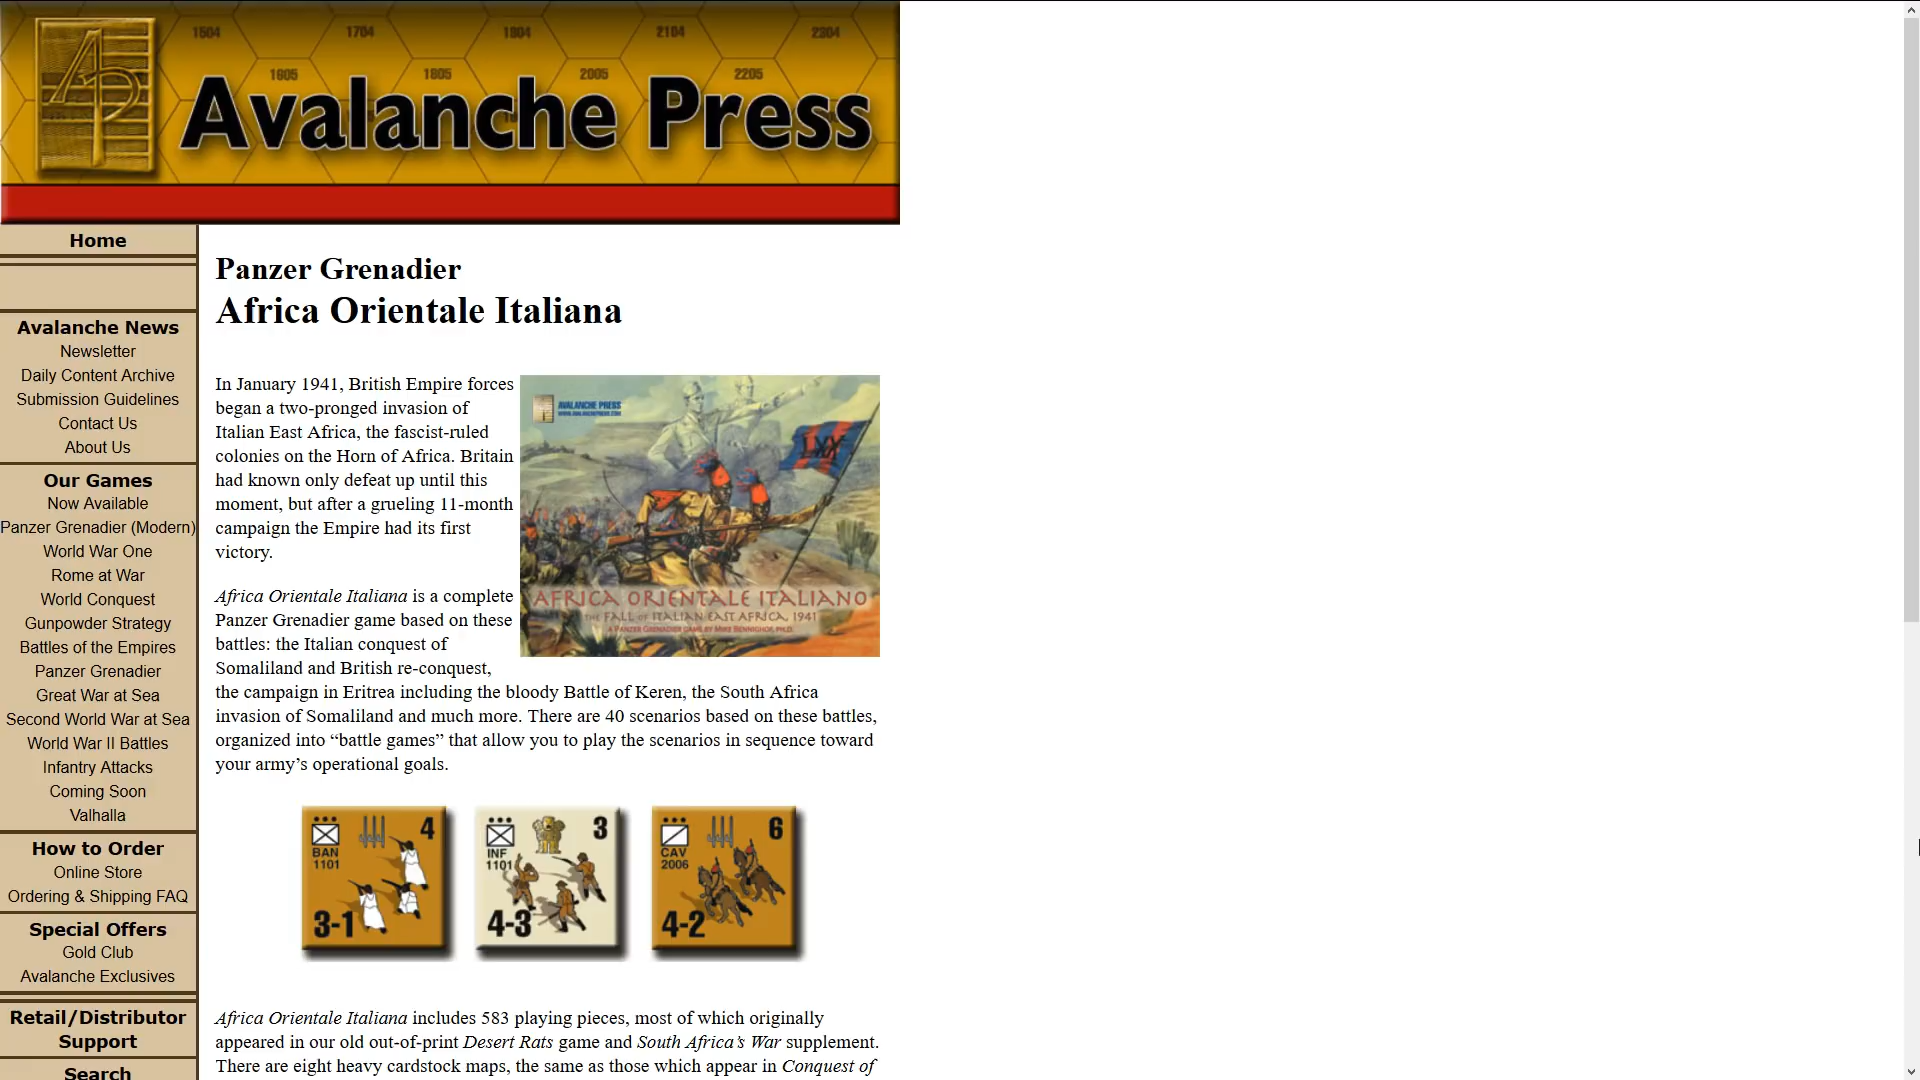 1504 1704 1804 2104 2304
1605 1805 2005 2205
AP
Avalanche Press
Home
Avalanche News
Newsletter
Daily Content Archive
Submission Guidelines
Contact Us
About Us
Our Games
Now Available
Panzer Grenadier (Modern)
World War One
Rome at War
World Conquest
Gunpowder Strategy
Battles of the Empires
Panzer Grenadier
Great War at Sea
Second World War at Sea
World War II Battles
Infantry Attacks
Coming Soon
Valhalla
How to Order
Online Store
Ordering & Shipping FAQ
Special Offers
Gold Club
Avalanche Exclusives
Retail/Distributor
Support
Search
Panzer Grenadier
Africa Orientale Italiana
In January 1941, British Empire forces
began a two-pronged invasion of
Italian East Africa, the fascist-ruled
colonies on the Horn of Africa. Britain
had known only defeat up until this
moment, but after a grueling 11-month
campaign the Empire had its first
victory.
AVALANCHE PRESS
WWW.AVALANCHEPRESS.COM
LXX
AFRICA ORIENTALE ITALIANO
THE FALL OF ITALIAN EAST AFRICA, 1941
A PANZER GRENADIER GAME BY MIKE BENNIGHOF, PH.D.
Africa Orientale Italiana is a complete
Panzer Grenadier game based on these
battles: the Italian conquest of
Somaliland and British re-conquest,
the campaign in Eritrea including the bloody Battle of Keren, the South Africa
invasion of Somaliland and much more. There are 40 scenarios based on these battles,
organized into “battle games” that allow you to play the scenarios in sequence toward
your army’s operational goals.
4
BAN
1101
3-1
3
INF
1101
4-3
6
CAV
2006
4-2
Africa Orientale Italiana includes 583 playing pieces, most of which originally
appeared in our old out-of-print Desert Rats game and South Africa’s War supplement.
There are eight heavy cardstock maps, the same as those which appear in Conquest of